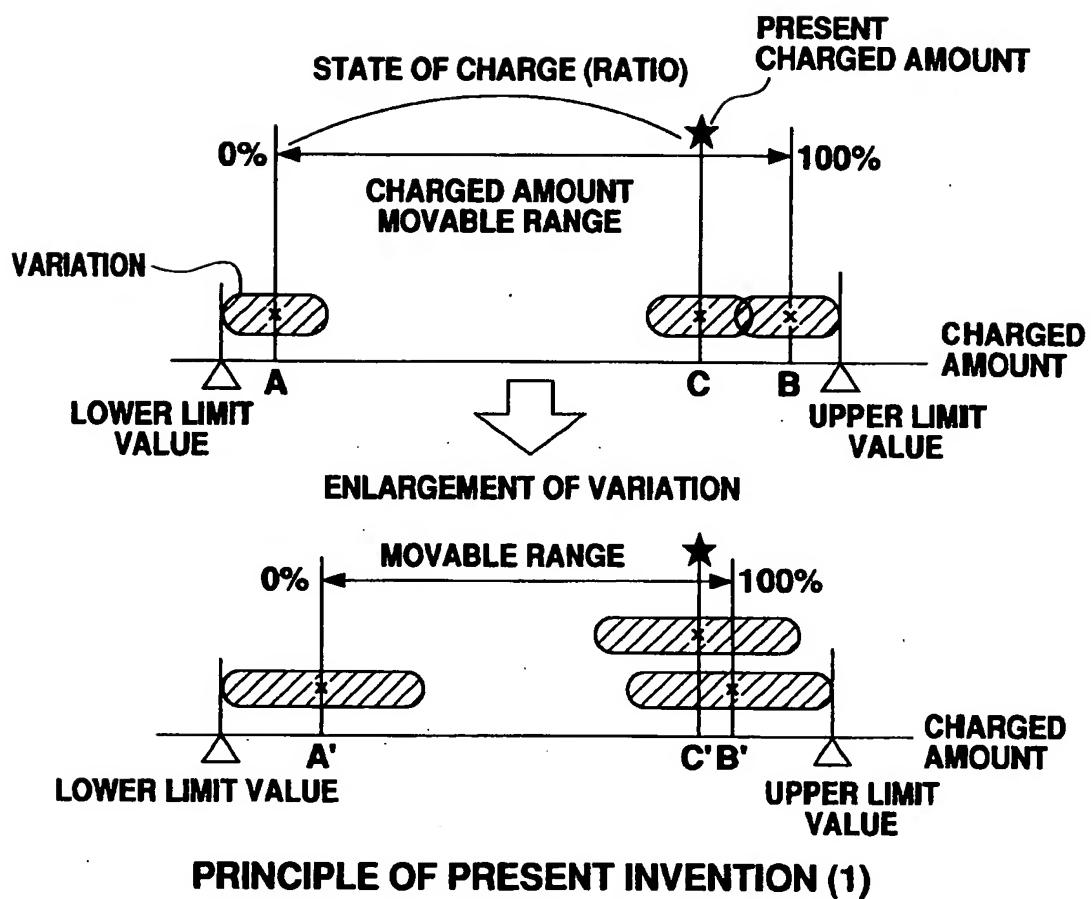 PRESENT
CHARGED AMOUNT
STATE OF CHARGE (RATIO)
0%
100%
CHARGED AMOUNT
MOVABLE RANGE
VARIATION
CHARGED
AMOUNT
A
C
B
LOWER LIMIT
VALUE
UPPER LIMIT
VALUE
ENLARGEMENT OF VARIATION
MOVABLE RANGE
0%
100%
CHARGED
AMOUNT
A'
C'
B'
LOWER LIMIT VALUE
UPPER LIMIT
VALUE
PRINCIPLE OF PRESENT INVENTION (1)